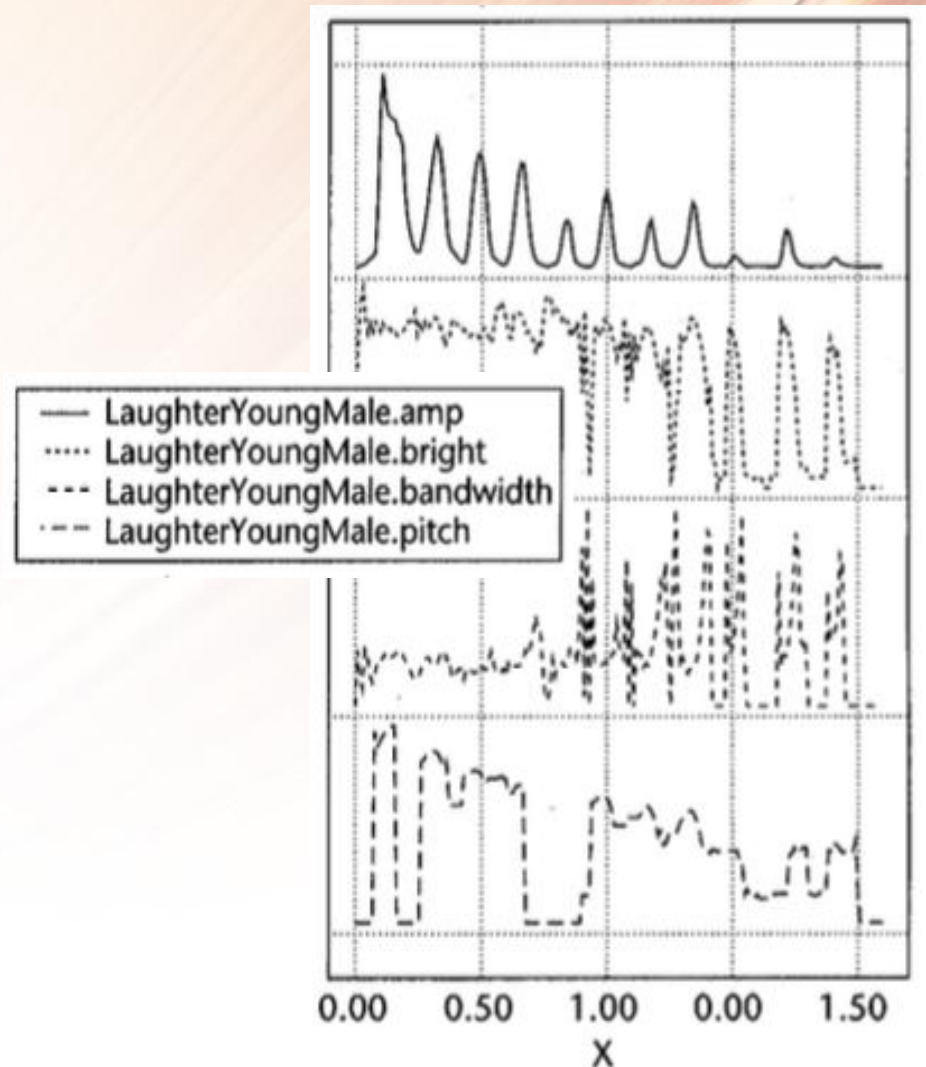 LaughterYoungMale.amp
LaughterYoungMale.bright
LaughterYoungMale.bandwidth
LaughterYoungMale.pitch
0.00 0.50 1.00 0.00 1.50
X